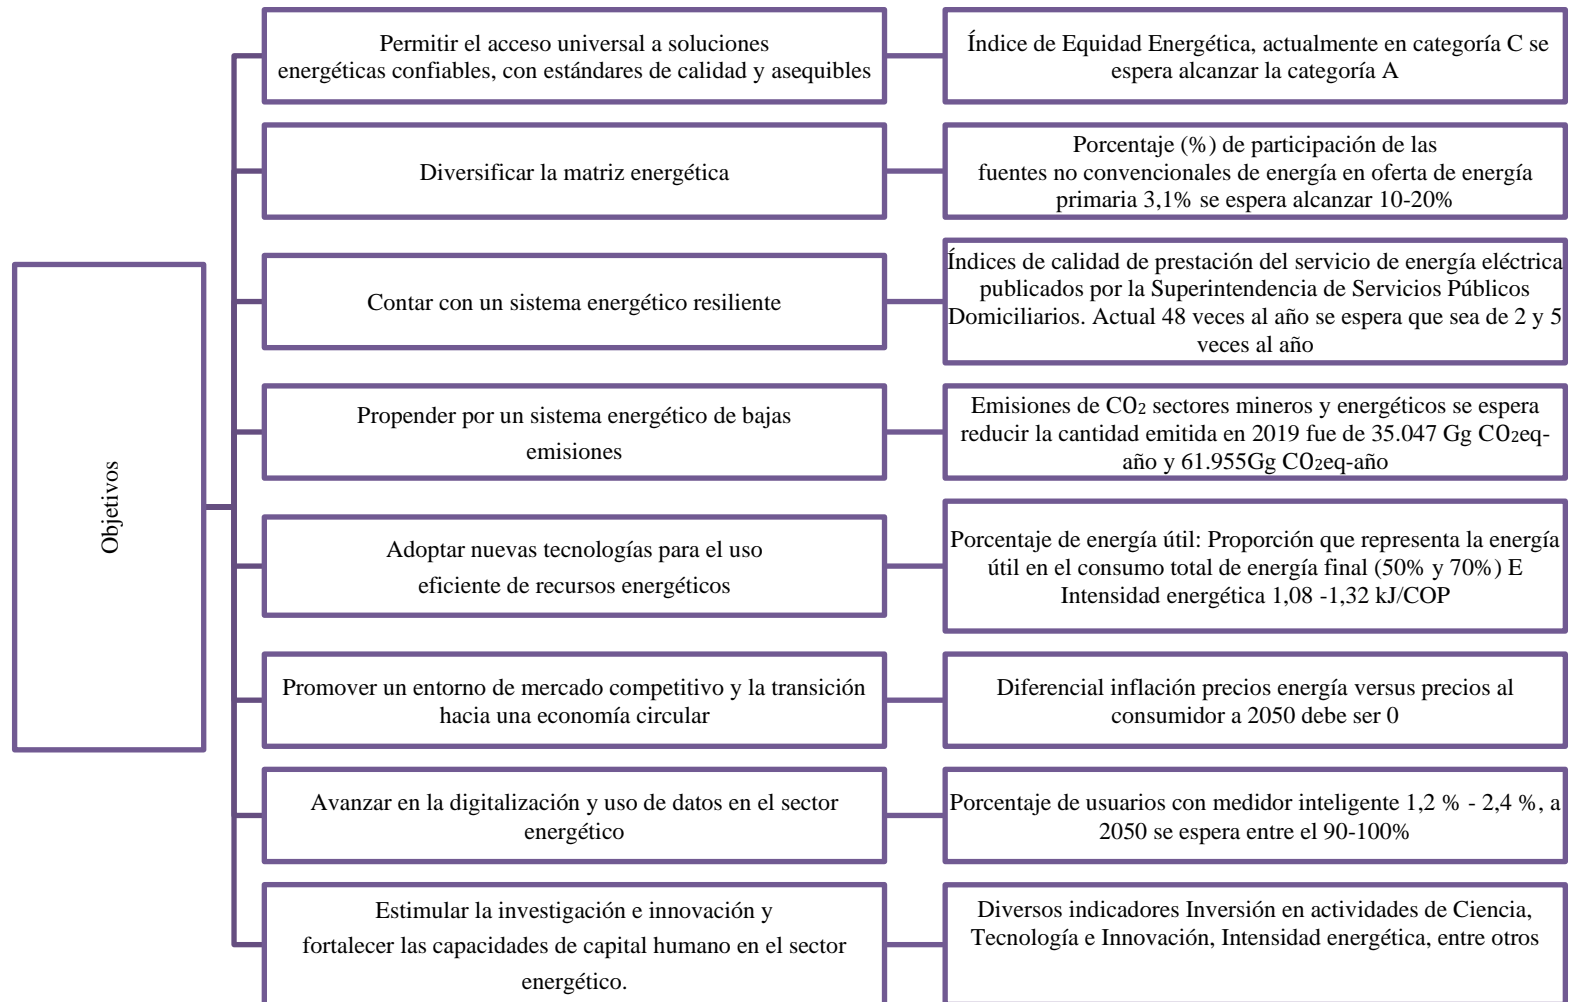 Objetivos
Permitir el acceso universal a soluciones
energéticas confiables, con estándares de calidad y asequibles
Índice de Equidad Energética, actualmente en categoría C se
espera alcanzar la categoría A
Diversificar la matriz energética
Porcentaje (%) de participación de las
fuentes no convencionales de energía en oferta de energía
primaria 3,1% se espera alcanzar 10-20%
Contar con un sistema energético resiliente
Índices de calidad de prestación del servicio de energía eléctrica
publicados por la Superintendencia de Servicios Públicos
Domiciliarios. Actual 48 veces al año se espera que sea de 2 y 5
veces al año
Propender por un sistema energético de bajas
emisiones
Emisiones de CO₂ sectores mineros y energéticos se espera
reducir la cantidad emitida en 2019 fue de 35.047 Gg CO₂eq-
año y 61.955Gg CO₂eq-año
Adoptar nuevas tecnologías para el uso
eficiente de recursos energéticos
Porcentaje de energía útil: Proporción que representa la energía
útil en el consumo total de energía final (50% y 70%) E
Intensidad energética 1,08 -1,32 kJ/COP
Promover un entorno de mercado competitivo y la transición
hacia una economía circular
Diferencial inflación precios energía versus precios al
consumidor a 2050 debe ser 0
Avanzar en la digitalización y uso de datos en el sector
energético
Porcentaje de usuarios con medidor inteligente 1,2 % - 2,4 %, a
2050 se espera entre el 90-100%
Estimular la investigación e innovación y
fortalecer las capacidades de capital humano en el sector
energético.
Diversos indicadores Inversión en actividades de Ciencia,
Tecnología e Innovación, Intensidad energética, entre otros